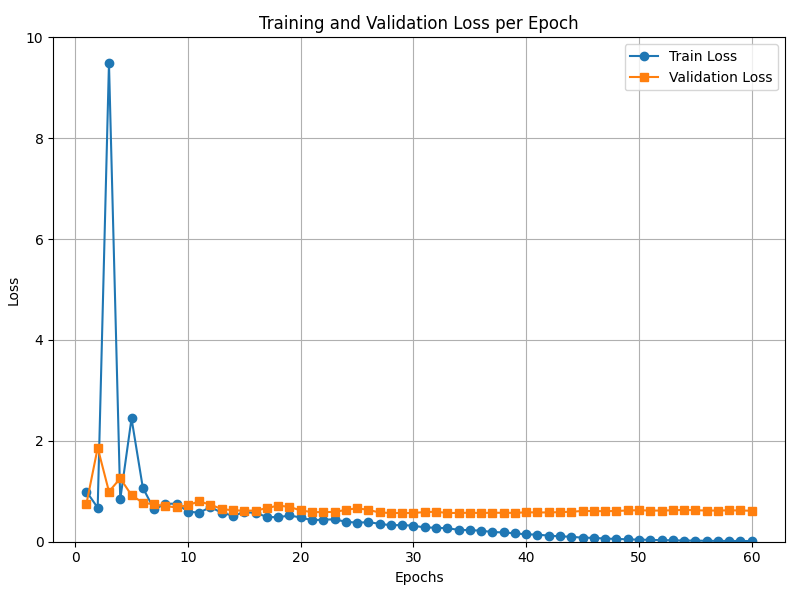 Training and Validation Loss per Epoch
Train Loss
Validation Loss
10
8
6
4
2
0
Loss
0 10 20 30 40 50 60
Epochs